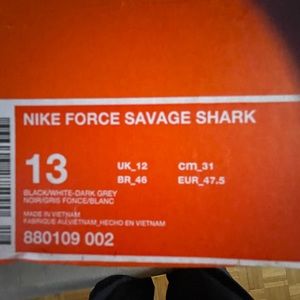 NIKE FORCE SAVAGE SHARK
13
UK_12 cm_31
BR_46 EUR_47.5
BLACK/WHITE-DARK GREY
NOIR/GRIS FONCE/BLANC
MADE IN VIETNAM
FABRIQUE AU VIETNAM_HECHO EN VIETNAM
880109 002